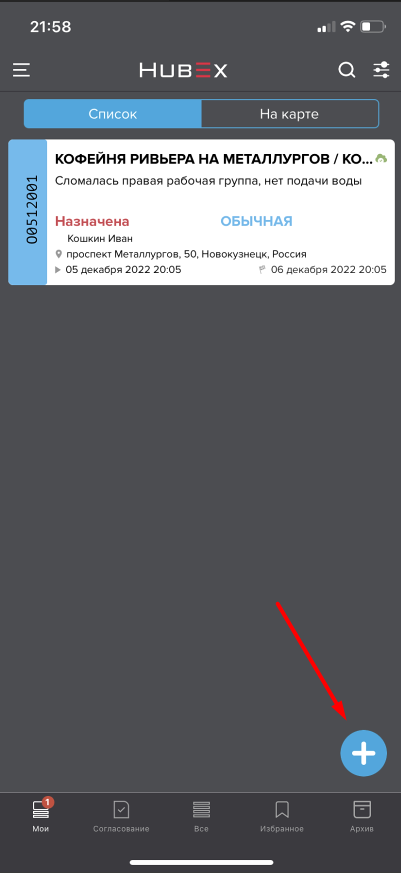 21:58
HUBEX
Список
На карте
O0512001
КОФЕЙНЯ РИВЬЕРА НА МЕТАЛЛУРГОВ / КО...
Сломалась правая рабочая группа, нет подачи воды
Назначена
ОБЫЧНАЯ
Кошкин Иван
проспект Металлургов, 50, Новокузнецк, Россия
05 декабря 2022 20:05
06 декабря 2022 20:05
1
Мои
Согласование
Все
Избранное
Архив